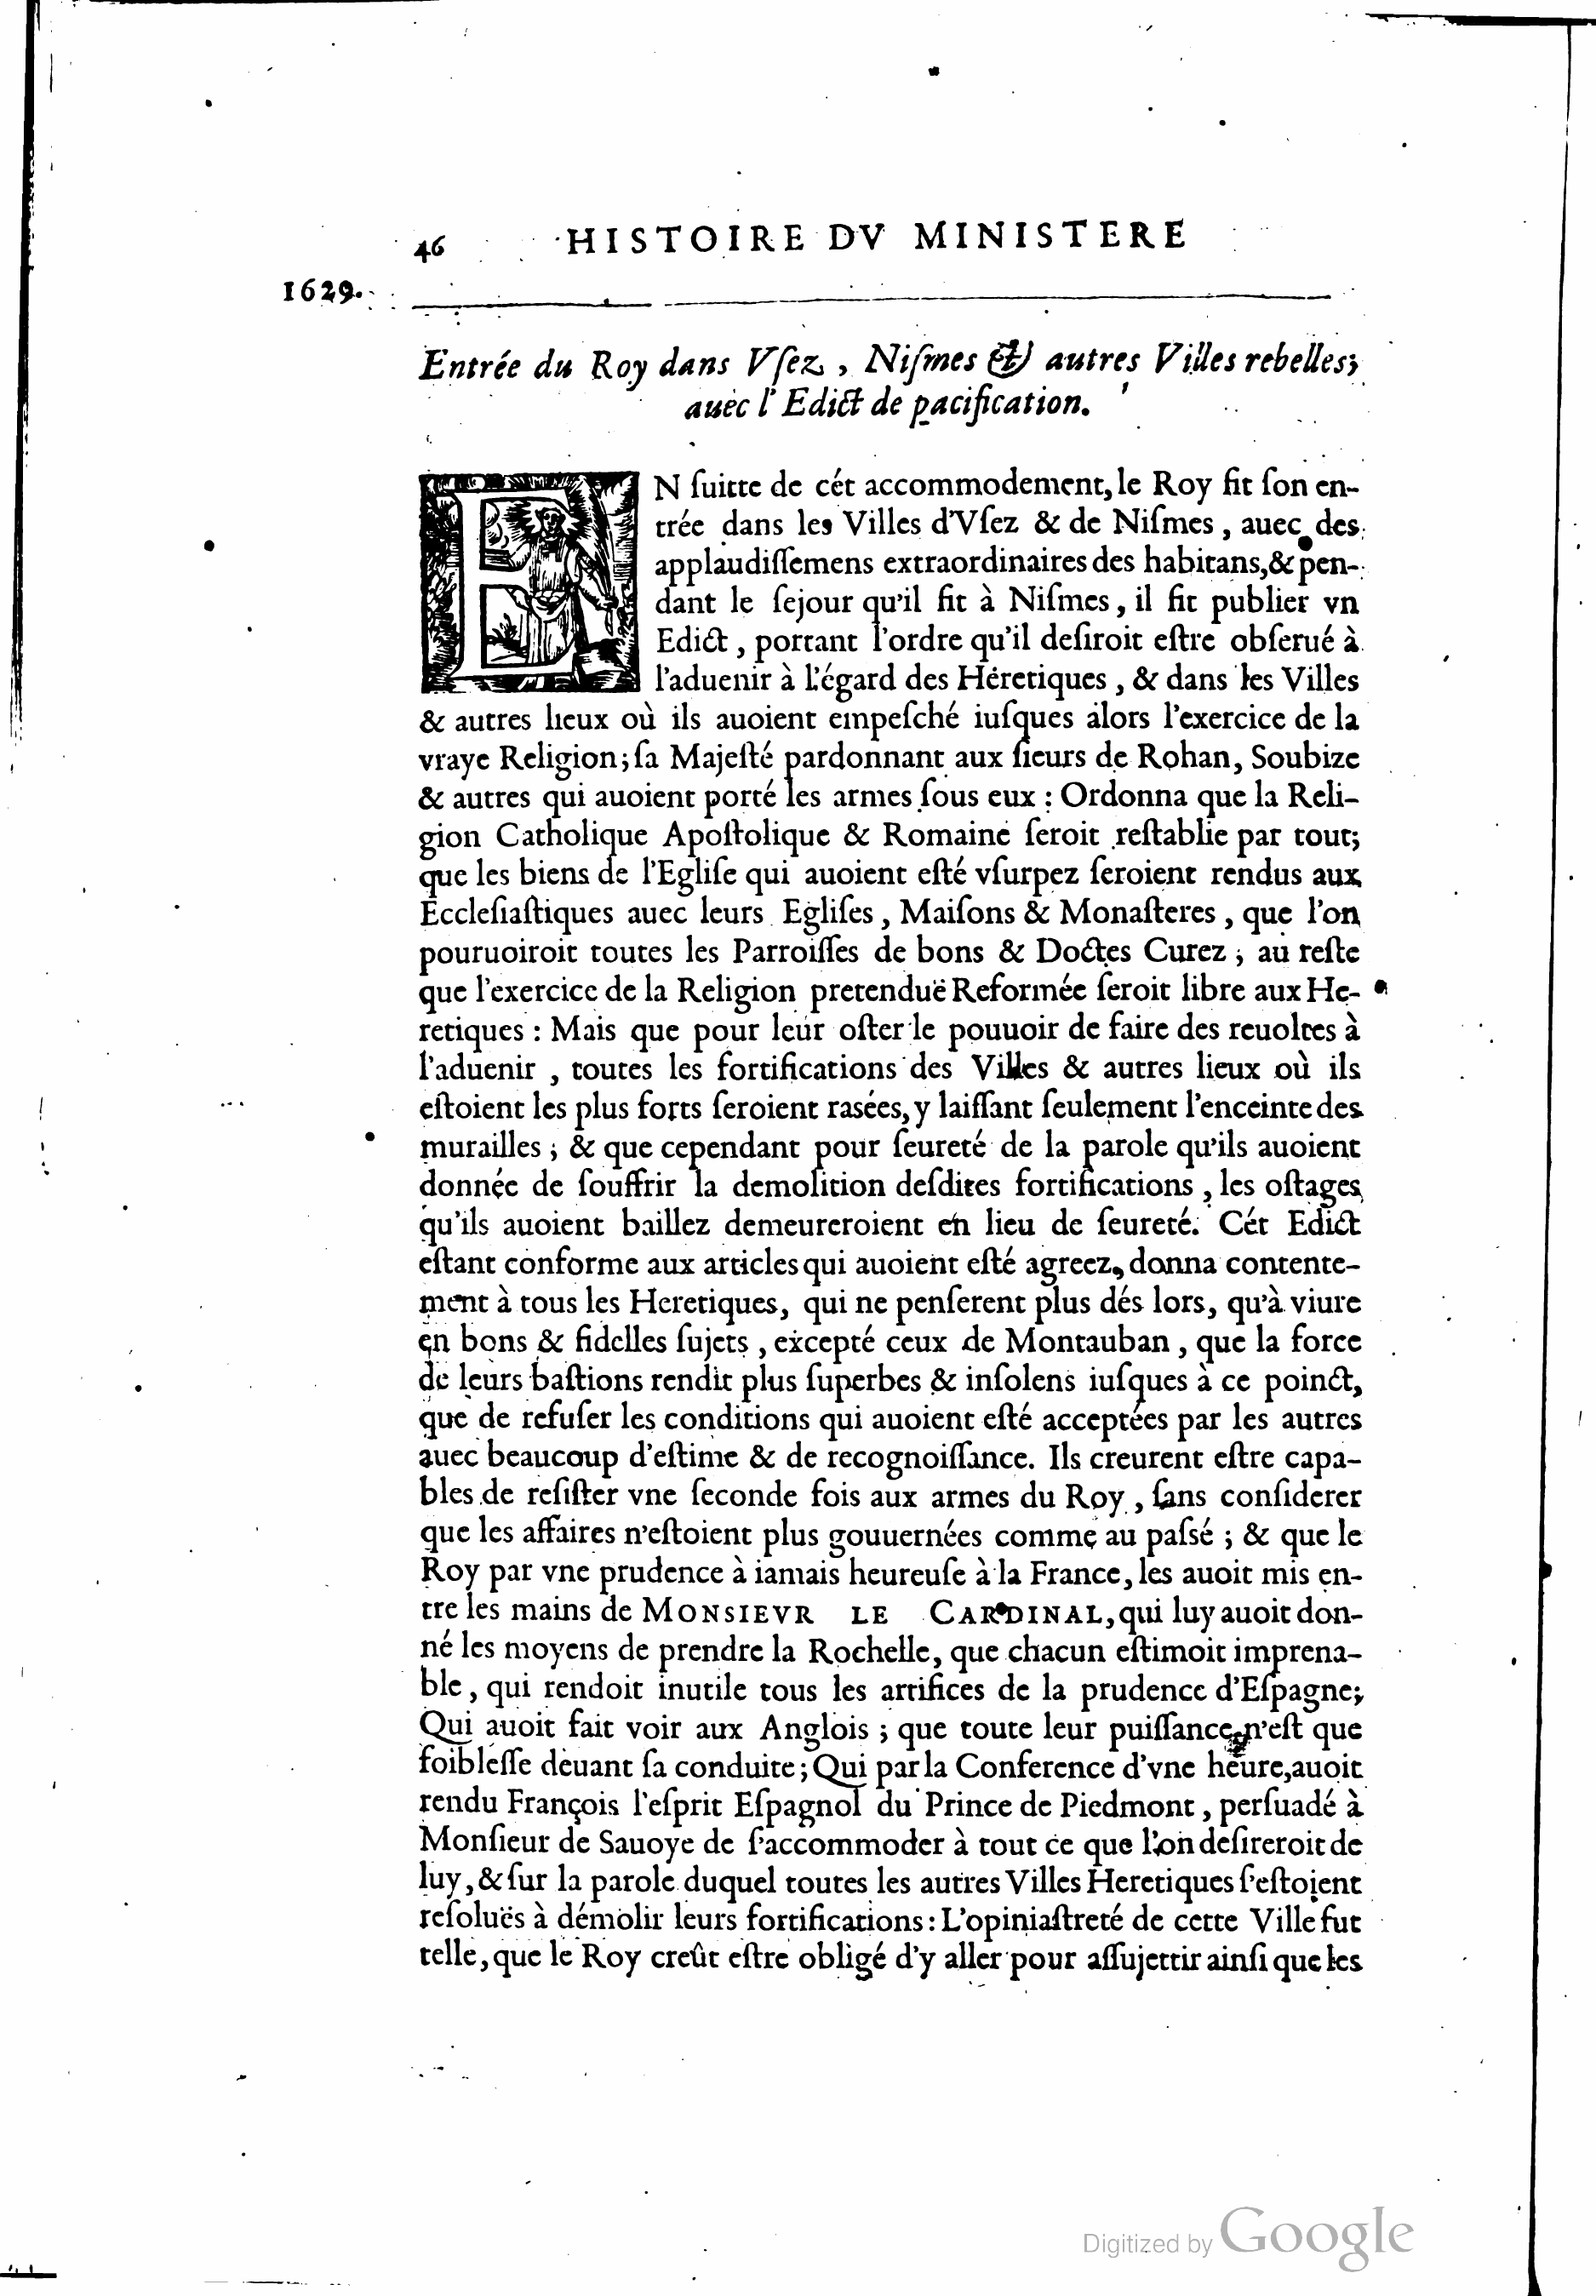 46 HISTOIRE DV MINISTERE
1629.
Entrée du Roy dans Vſez, Niſmes & autres Villes rebelles;
auec l'Edict de pacification.
EN ſuitte de cét accommodement, le Roy fit ſon en-
trée dans les Villes d'Vſez & de Niſmes, auec des
applaudiſſemens extraordinaires des habitans, & pen-
dant le ſejour qu'il fit à Niſmes, il fit publier vn
Edict, portant l'ordre qu'il deſiroit eſtre obſerué à
l'aduenir à l'égard des Heretiques, & dans les Villes
& autres lieux où ils auoient empeſché iuſques alors l'exercice de la
vraye Religion; ſa Majeſté pardonnant aux ſieurs de Rohan, Soubize
& autres qui auoient porté les armes ſous eux : Ordonna que la Reli-
gion Catholique Apoſtolique & Romaine ſeroit reſtablie par tout;
que les biens de l'Egliſe qui auoient eſté vſurpez ſeroient rendus aux
Eccleſiaſtiques auec leurs Egliſes, Maiſons & Monaſteres, que l'on
pouruoiroit toutes les Parroiſſes de bons & Doctes Curez; au reſte
que l'exercice de la Religion pretenduë Reformée ſeroit libre aux He-
retiques : Mais que pour leur oſter le pouuoir de faire des reuoltes à
l'aduenir, toutes les fortifications des Villes & autres lieux où ils
eſtoient les plus forts ſeroient rasées, y laiſſant ſeulement l'enceinte des
murailles; & que cependant pour ſeureté de la parole qu'ils auoient
donnée de ſouffrir la demolition deſdites fortifications, les oſtages
qu'ils auoient baillez demeureroient en lieu de ſeureté. Cét Edict
eſtant conforme aux articles qui auoient eſté agreez, donna contente-
ment à tous les Heretiques, qui ne penſerent plus dés lors, qu'à viure
en bons & fidelles ſujets, excepté ceux de Montauban, que la force
de leurs baſtions rendit plus ſuperbes & inſolens iuſques à ce poinct,
que de refuſer les conditions qui auoient eſté acceptées par les autres
auec beaucoup d'eſtime & de recognoiſſance. Ils creurent eſtre capa-
bles de reſiſter vne ſeconde fois aux armes du Roy, ſans conſiderer
que les affaires n'eſtoient plus gouuernées comme au paſsé; & que le
Roy par vne prudence à iamais heureuſe à la France, les auoit mis en-
tre les mains de MONSIEVR LE CARDINAL, qui luy auoit don-
né les moyens de prendre la Rochelle, que chacun eſtimoit imprena-
ble, qui rendoit inutile tous les artifices de la prudence d'Eſpagne;
Qui auoit fait voir aux Anglois; que toute leur puiſſance n'eſt que
foibleſſe deuant ſa conduite; Qui par la Conference d'vne heure, auoit
rendu François l'eſprit Eſpagnol du Prince de Piedmont, perſuadé à
Monſieur de Sauoye de ſ'accommoder à tout ce que l'on deſireroit de
luy, & ſur la parole duquel toutes les autres Villes Heretiques ſ'eſtoient
reſoluës à démolir leurs fortifications : L'opiniaſtreté de cette Ville fut
telle, que le Roy creût eſtre obligé d'y aller pour aſſujettir ainſi que les
Digitized by Google